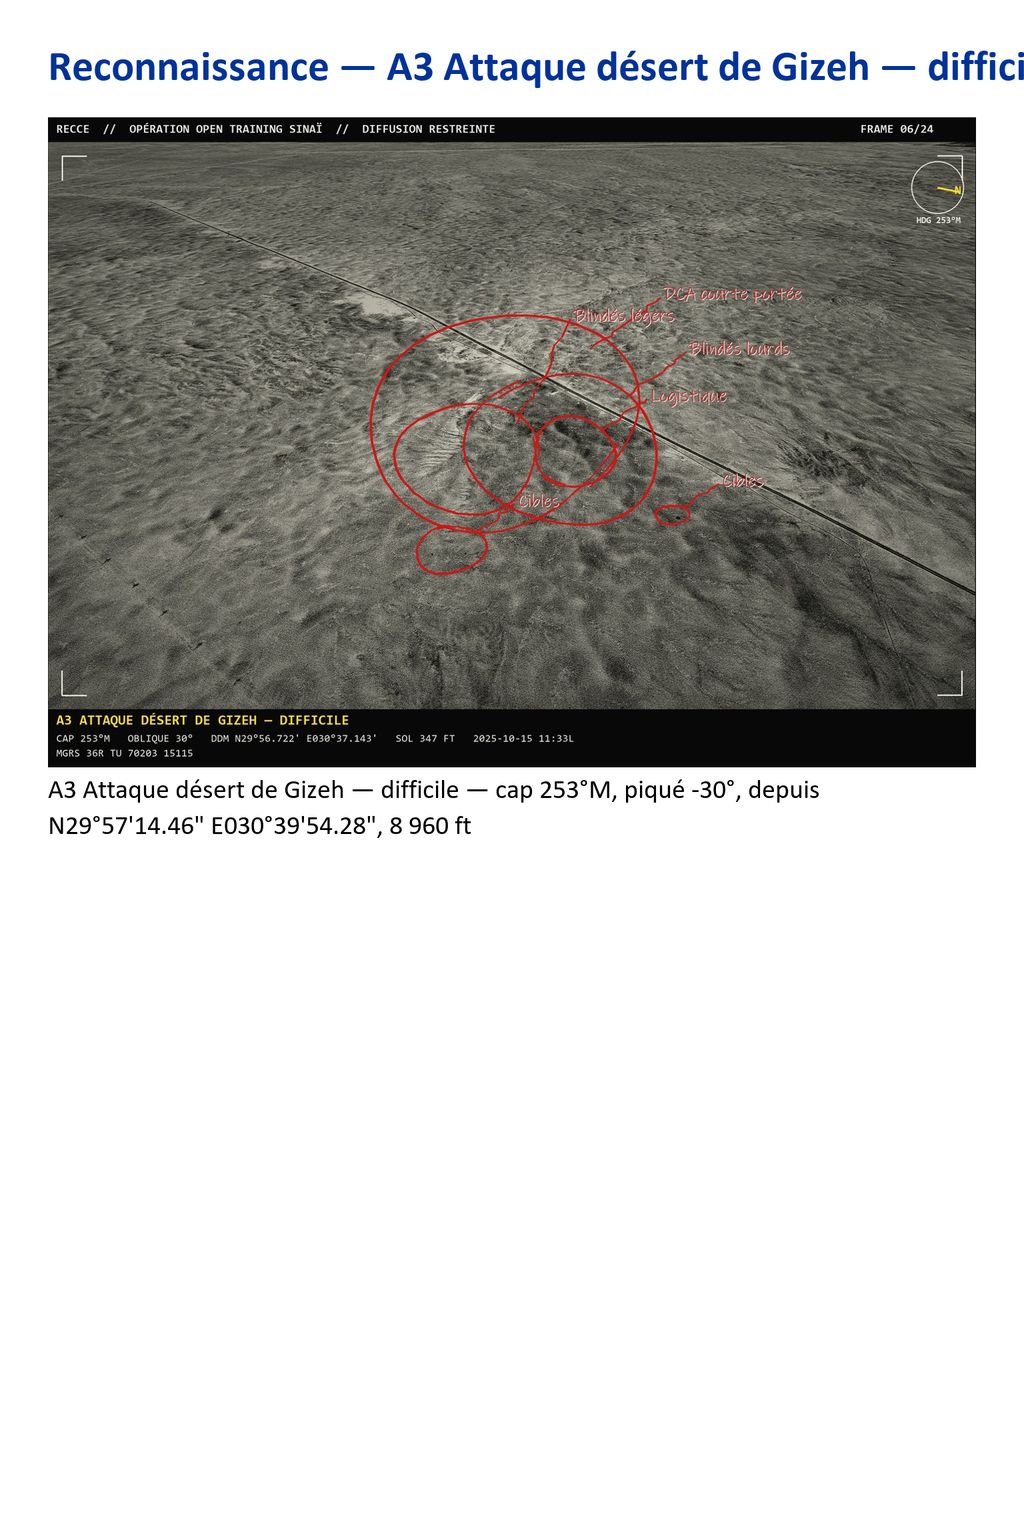 Reconnaissance — A3 Attaque désert de Gizeh — diffici
RECCE // OPÉRATION OPEN TRAINING SINAÏ // DIFFUSION RESTREINTE FRAME 06/24
N
HDG 253°M
DCA courte portée
Blindés légers
Blindés lourds
Logistique
Cibles
Cibles
A3 ATTAQUE DÉSERT DE GIZEH — DIFFICILE
CAP 253°M OBLIQUE 30° DDM N29°56.722' E030°37.143' SOL 347 FT 2025-10-15 11:33L
MGRS 36R TU 70203 15115
A3 Attaque désert de Gizeh — difficile — cap 253°M, piqué -30°, depuis
N29°57'14.46" E030°39'54.28", 8 960 ft